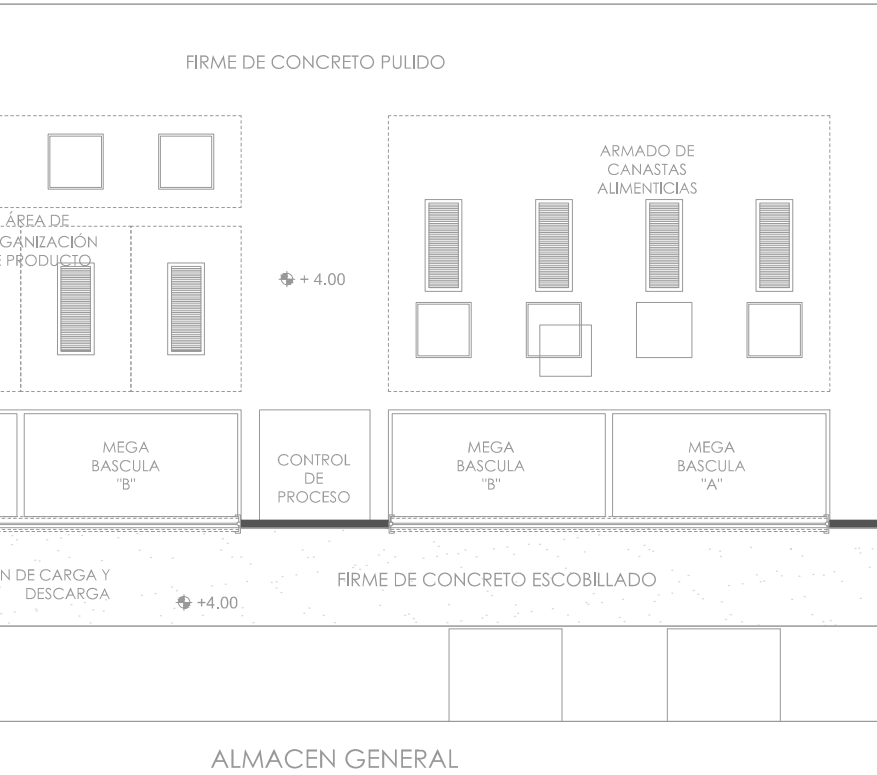 FIRME DE CONCRETO PULIDO
ARMADO DE
CANASTAS
ALIMENTICIAS
ÁREA DE
GANIZACIÓN
E PRODUCTO
+ 4.00
MEGA
BASCULA
"B"
CONTROL
DE
PROCESO
MEGA
BASCULA
"B"
MEGA
BASCULA
"A"
N DE CARGA Y
DESCARGA
+4.00
FIRME DE CONCRETO ESCOBILLADO
ALMACEN GENERAL